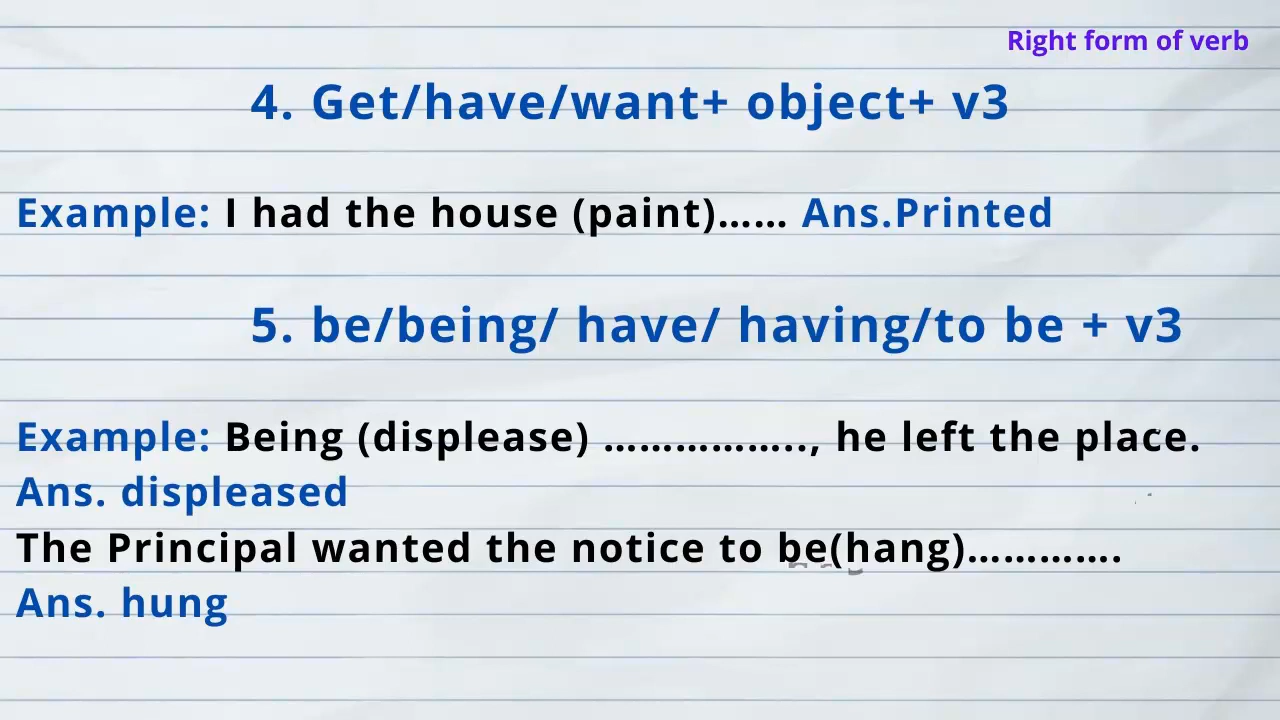 Right form of verb
4. Get/have/want+ object+ v3
Example: I had the house (paint)…… Ans.Printed
5. be/being/ have/ having/to be + v3
Example: Being (displease) ……………..., he left the place.
Ans. displeased
The Principal wanted the notice to be(hang)………….
Ans. hung